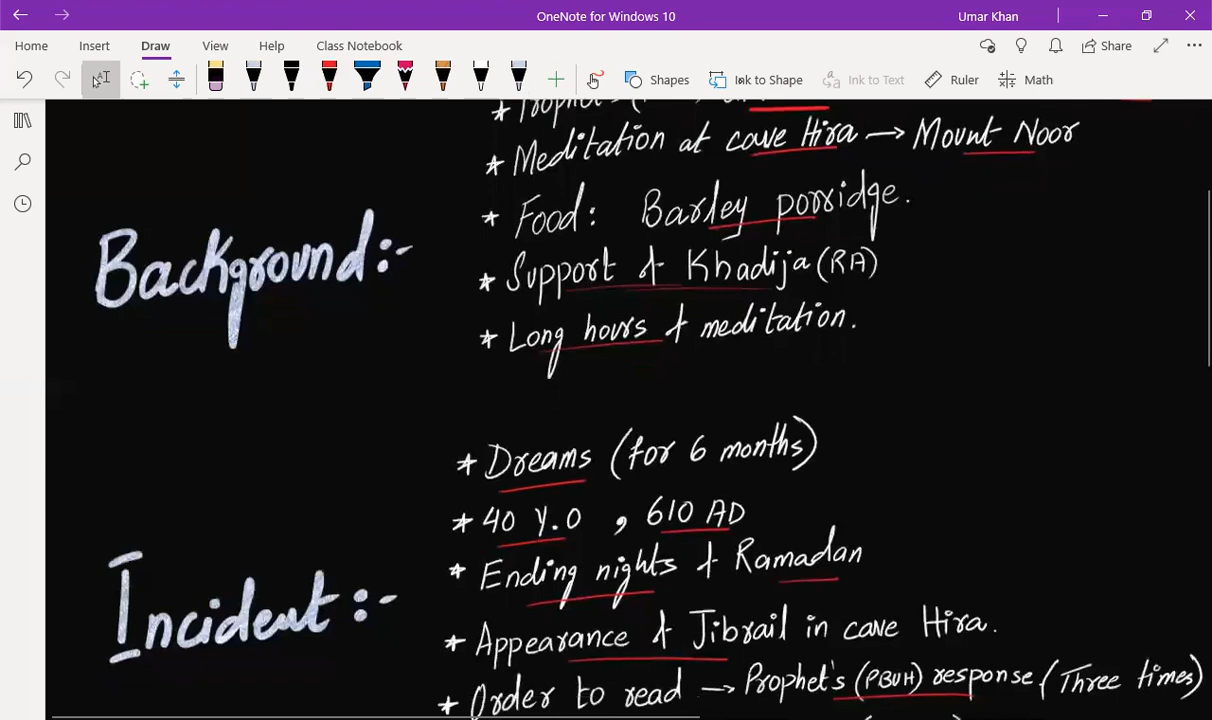 OneNote for Windows 10
Umar Khan
Home Insert Draw View Help Class Notebook
Share
Shapes Ink to Shape Ink to Text Ruler Math
* Meditation at cave Hira → Mount Noor
* Food: Barley porridge.
Background:-
* Support of Khadija (RA)
* Long hours of meditation.
* Dreams (for 6 months)
* 40 Y.O , 610 AD
* Ending nights of Ramadan
Incident:-
* Appearance of Jibrail in cave Hira.
* Order to read → Prophet's (PBUH) response (Three times)